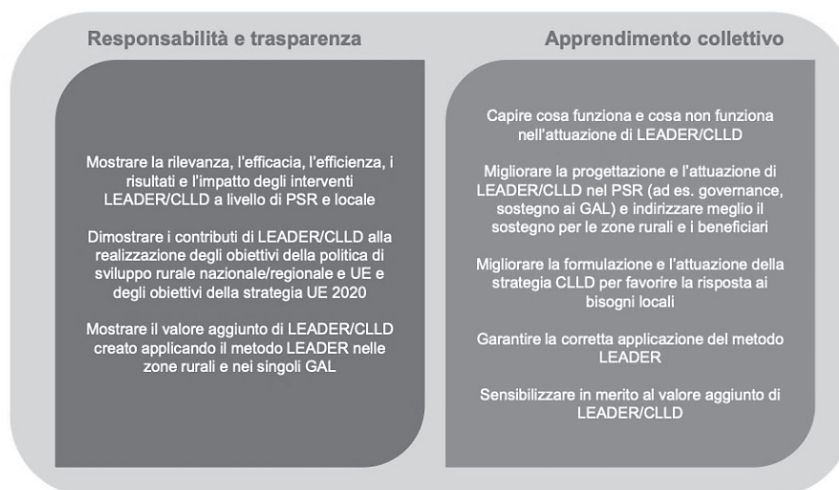 Responsabilità e trasparenza
Mostrare la rilevanza, l'efficacia, l'efficienza, i
risultati e l'impatto degli interventi
LEADER/CLLD a livello di PSR e locale
Dimostrare i contributi di LEADER/CLLD alla
realizzazione degli obiettivi della politica di
sviluppo rurale nazionale/regionale e UE e
degli obiettivi della strategia UE 2020
Mostrare il valore aggiunto di LEADER/CLLD
creato applicando il metodo LEADER nelle
zone rurali e nei singoli GAL
Apprendimento collettivo
Capire cosa funziona e cosa non funziona
nell'attuazione di LEADER/CLLD
Migliorare la progettazione e l'attuazione di
LEADER/CLLD nel PSR (ad es. governance,
sostegno ai GAL) e indirizzare meglio il
sostegno per le zone rurali e i beneficiari
Migliorare la formulazione e l'attuazione della
strategia CLLD per favorire la risposta ai
bisogni locali
Garantire la corretta applicazione del metodo
LEADER
Sensibilizzare in merito al valore aggiunto di
LEADER/CLLD